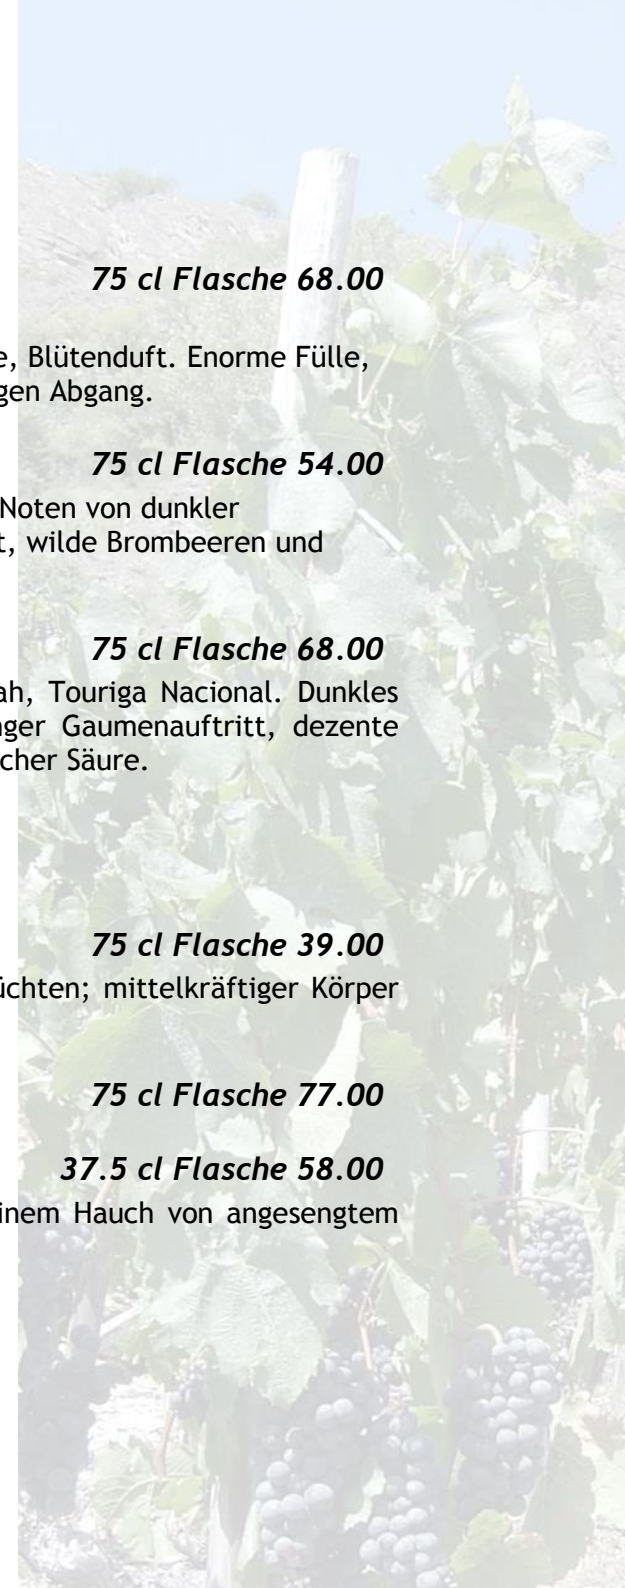 75 cl Flasche 68.00
e, Blütenduft. Enorme Fülle,
gen Abgang.
75 cl Flasche 54.00
Noten von dunkler
t, wilde Brombeeren und
75 cl Flasche 68.00
ah, Touriga Nacional. Dunkles
nger Gaumenauftritt, dezente
cher Säure.
75 cl Flasche 39.00
üchten; mittelkräftiger Körper
75 cl Flasche 77.00
37.5 cl Flasche 58.00
inem Hauch von angesengtem